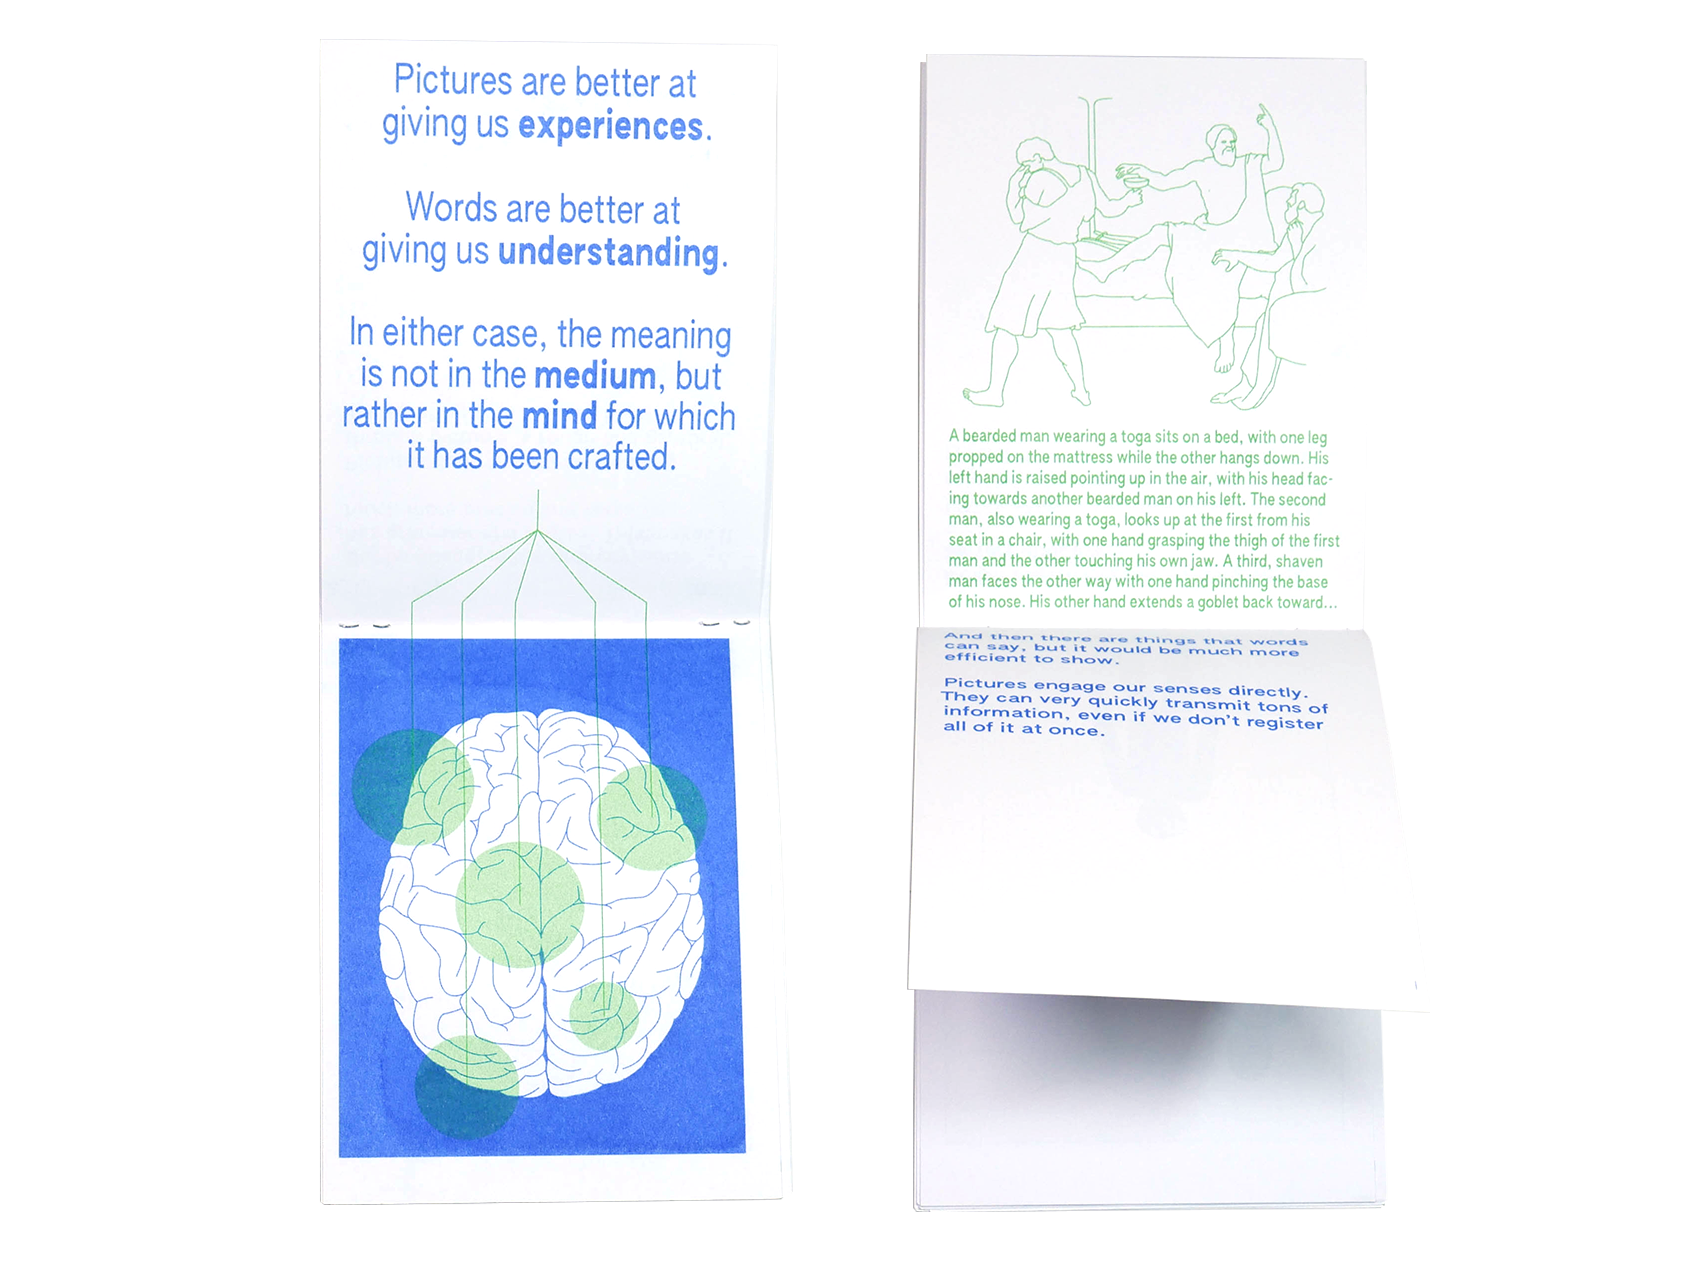 Pictures are better at
giving us experiences.
Words are better at
giving us understanding.
In either case, the meaning
is not in the medium, but
rather in the mind for which
it has been crafted.
A bearded man wearing a toga sits on a bed, with one leg
propped on the mattress while the other hangs down. His
left hand is raised pointing up in the air, with his head fac-
ing towards another bearded man on his left. The second
man, also wearing a toga, looks up at the first from his
seat in a chair, with one hand grasping the thigh of the first
man and the other touching his own jaw. A third, shaven
man faces the other way with one hand pinching the base
of his nose. His other hand extends a goblet back toward...
And then there are things that words
can say, but it would be much more
efficient to show.
Pictures engage our senses directly.
They can very quickly transmit tons of
information, even if we don't register
all of it at once.